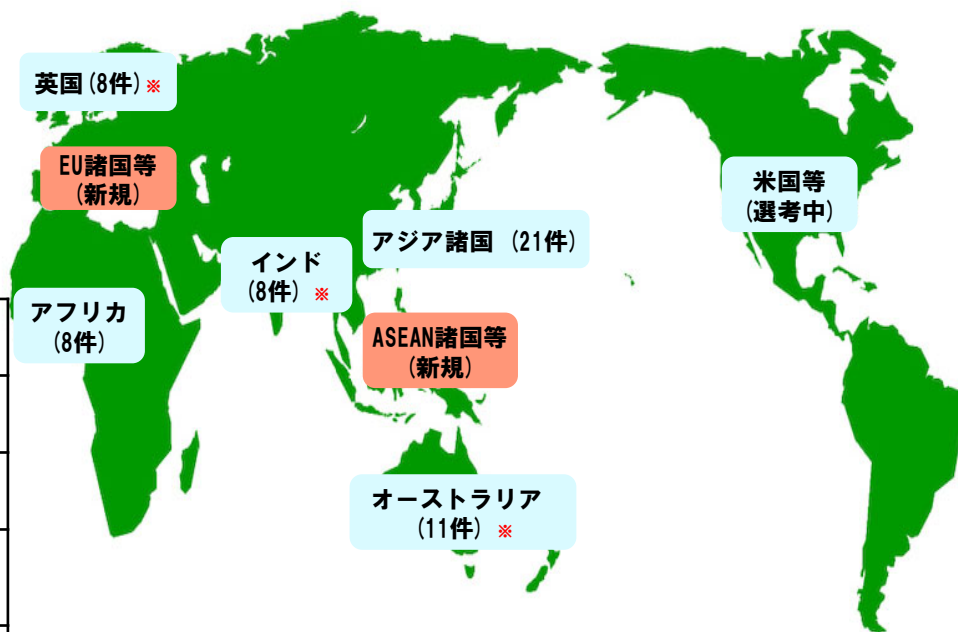 英国(8件)※
EU諸国等
(新規)
米国等
(選考中)
アジア諸国 (21件)
インド
(8件) ※
アフリカ
(8件)
ASEAN諸国等
(新規)
オーストラリア
(11件) ※